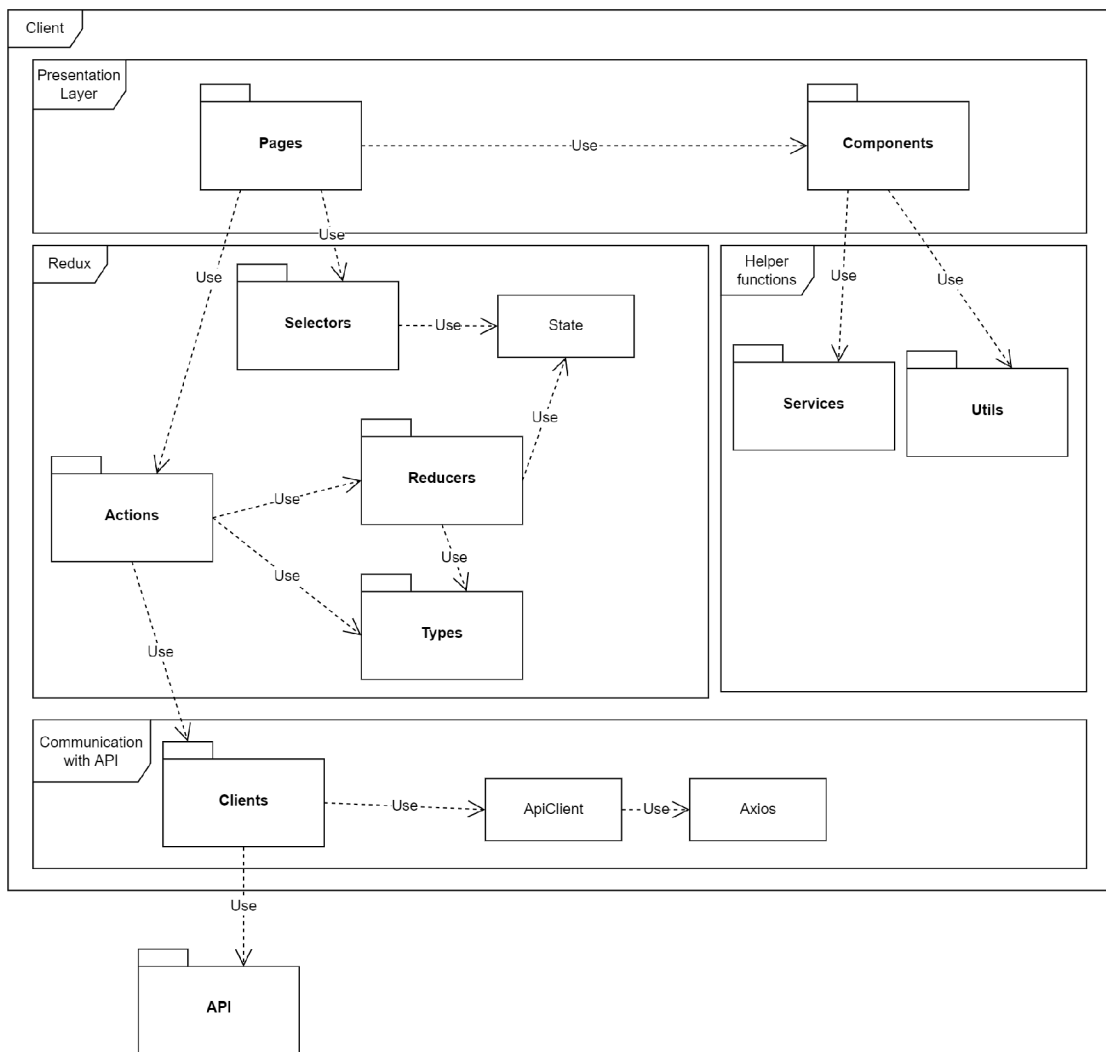 Client
Presentation
Layer
Pages
Use
Components
Use
Use
Redux
Helper
functions
Use
Use
Use
Selectors
Use
State
Services
Utils
Use
Reducers
Actions
Use
Use
Use
Types
Use
Communication
with API
Clients
Use
ApiClient
Use
Axios
Use
API